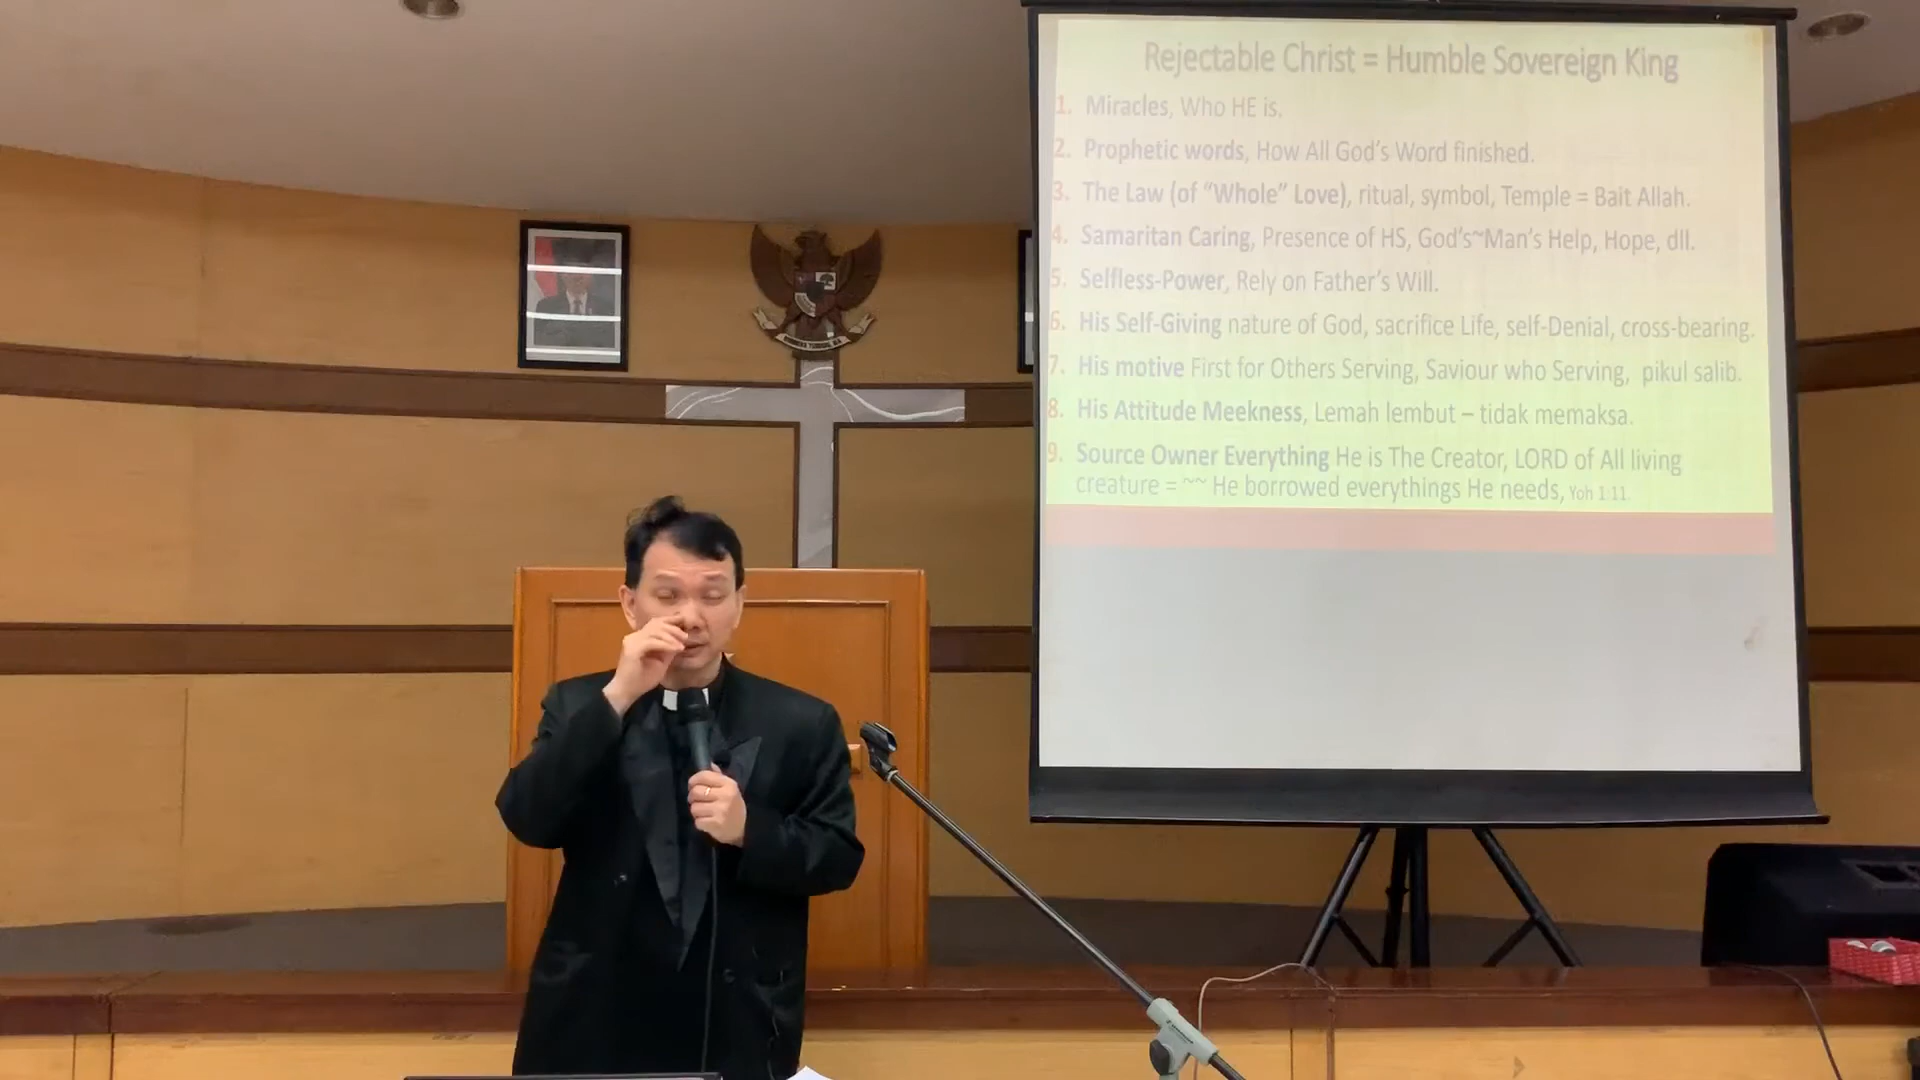 Rejectable Christ = Humble Sovereign King
1. Miracles, Who HE is.
2. Prophetic words, How All God's Word finished.
3. The Law (of “Whole” Love), ritual, symbol, Temple = Bait Allah.
4. Samaritan Caring, Presence of HS, God's~Man's Help, Hope, dll.
5. Selfless-Power, Rely on Father's Will.
6. His Self-Giving nature of God, sacrifice Life, self-Denial, cross-bearing.
7. His motive First for Others Serving, Saviour who Serving, pikul salib.
8. His Attitude Meekness, Lemah lembut – tidak memaksa.
9. Source Owner Everything He is The Creator, LORD of All living
creature = ~~ He borrowed everythings He needs, Yoh 1:11.